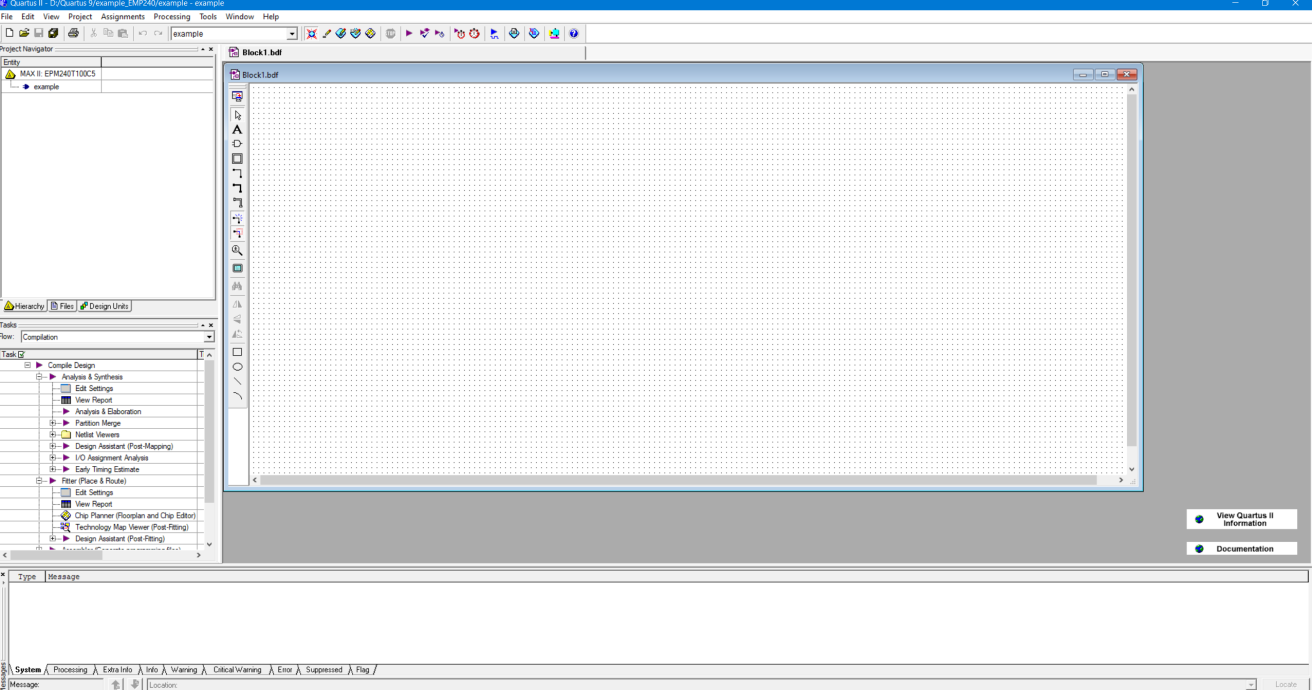 Quartus II - D:/Quartus 9/example_EMP240/example - example
File Edit View Project Assignments Processing Tools Window Help
example
Project Navigator
Block1.bdf
Entity
MAX II: EPM240T100C5
example
Block1.bdf
Hierarchy Files Design Units
Tasks
Flow: Compilation
Task T
Compile Design
Analysis & Synthesis
Edit Settings
View Report
Analysis & Elaboration
Partition Merge
Netlist Viewers
Design Assistant (Post-Mapping)
I/O Assignment Analysis
Early Timing Estimate
Fitter (Place & Route)
Edit Settings
View Report
Chip Planner (Floorplan and Chip Editor)
Technology Map Viewer (Post-Fitting)
Design Assistant (Post-Fitting)
View Quartus II
Information
Documentation
Type Message
System Processing Extra Info Info Warning Critical Warning Error Suppressed Flag
Messages
Message: Location: Locate